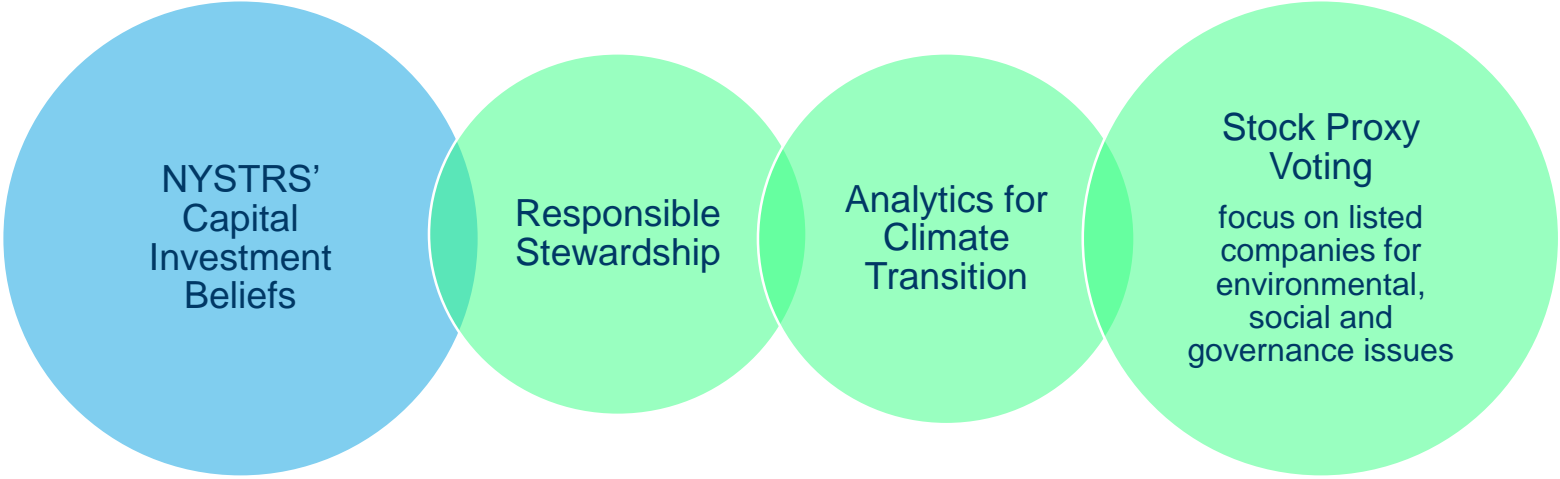 NYSTRS’
Capital
Investment
Beliefs
Responsible
Stewardship
Analytics for
Climate
Transition
Stock Proxy
Voting
focus on listed
companies for
environmental,
social and
governance issues